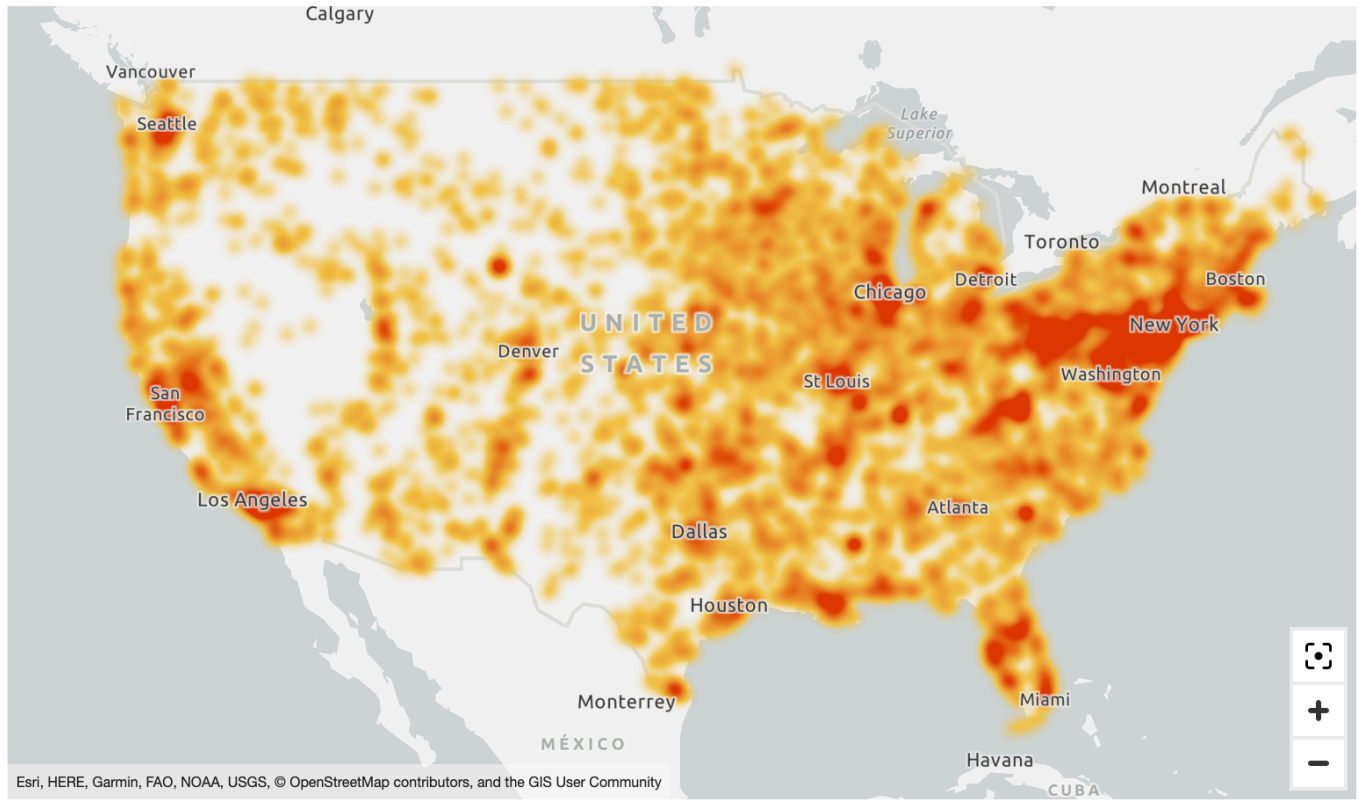 Calgary
Vancouver
Seattle
Lake
Superior
Montreal
Toronto
Boston
Detroit
Chicago
UNITED
STATES
New York
Denver
Washington
St Louis
San
Francisco
Los Angeles
Atlanta
Dallas
Houston
Monterrey
Miami
MÉXICO
Havana
CUBA
+
−
Esri, HERE, Garmin, FAO, NOAA, USGS, © OpenStreetMap contributors, and the GIS User Community